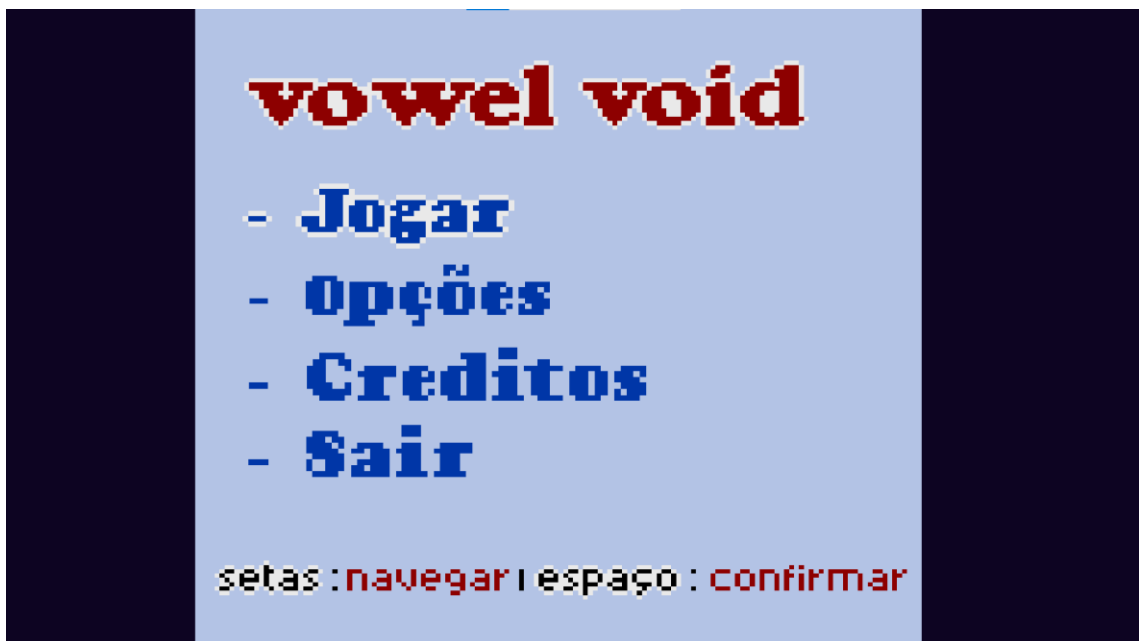 vowel void
- Jogar
- Opções
- Creditos
- Sair
setas :navegar ı espaço : confirmar